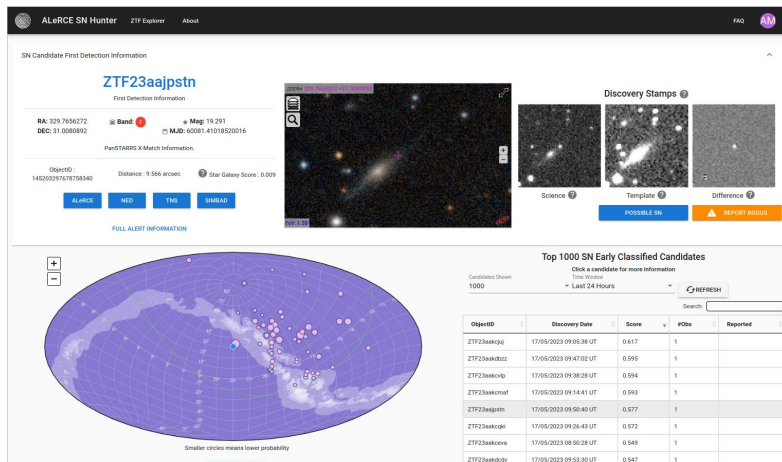 ALeRCE SN Hunter ZTF Explorer About FAQ AM
SN Candidate First Detection Information
ZTF23aajpstn
First Detection Information
RA: 329.7656272 Band: r Mag: 19.291
DEC: 31.0080892 MJD: 60081.41018520016
PanSTARRS X-Match Information
ObjectID :
145203297678758340
Distance : 9.566 arcsec
Star Galaxy Score : 0.009
ALeRCE NED TNS SIMBAD
FULL ALERT INFORMATION
FoV: 1.38'
Discovery Stamps
Science Template Difference
POSSIBLE SN REPORT BOGUS
Smaller circles means lower probability
Top 1000 SN Early Classified Candidates
Click a candidate for more information
Candidates Shown Time Window
1000 Last 24 Hours REFRESH
Search:
ObjectID Discovery Date Score #Obs Reported
ZTF23aakcjuj 17/05/2023 09:05:38 UT 0.617 1
ZTF23aakdbzz 17/05/2023 09:47:02 UT 0.595 1
ZTF23aakcvlp 17/05/2023 09:38:28 UT 0.594 1
ZTF23aakcmaf 17/05/2023 09:14:41 UT 0.593 1
ZTF23aajpstn 17/05/2023 09:50:40 UT 0.577 1
ZTF23aakcqki 17/05/2023 09:26:43 UT 0.572 1
ZTF23aakceva 17/05/2023 08:50:28 UT 0.549 1
ZTF23aakdcdv 17/05/2023 09:53:30 UT 0.547 1